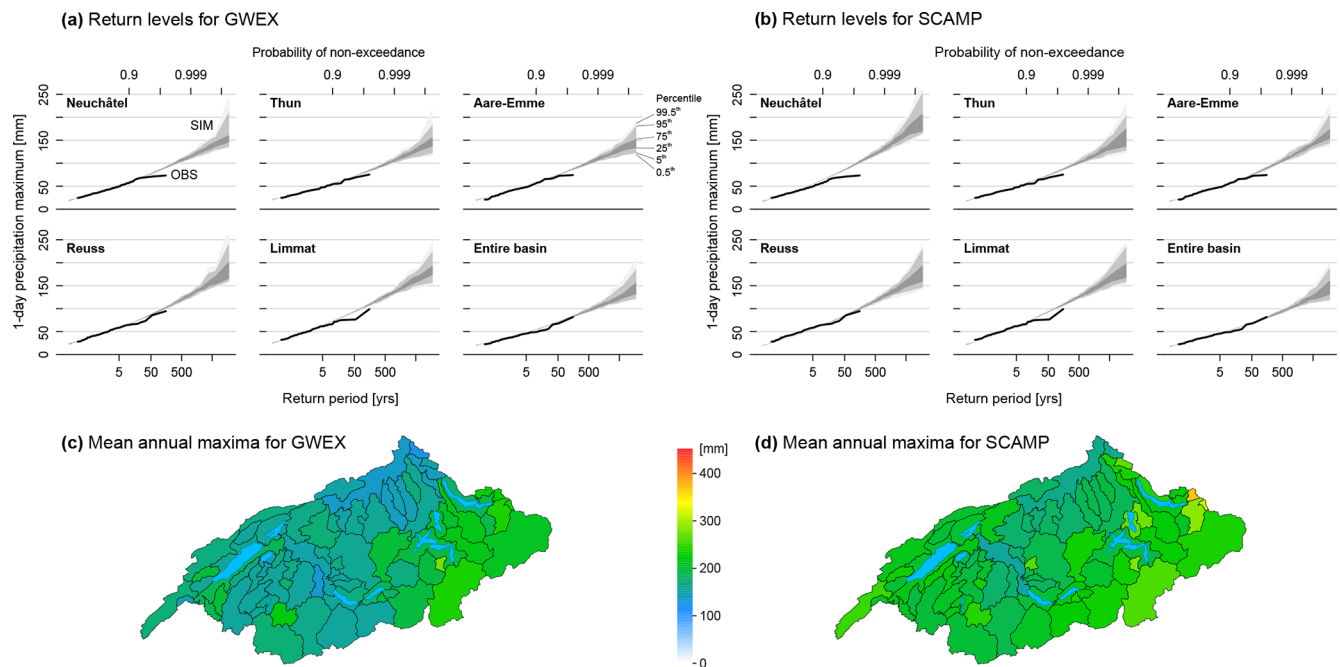 (a) Return levels for GWEX
Probability of non-exceedance
0.9 0.999
0.9 0.999
0.9 0.999
1-day precipitation maximum [mm]
250
150
50
0
Neuchâtel
SIM
OBS
Thun
Aare-Emme
Percentile
99.5th
95th
75th
25th
5th
0.5th
250
150
50
0
Reuss
Limmat
Entire basin
5 50 500
5 50 500
5 50 500
Return period [yrs]
(b) Return levels for SCAMP
Probability of non-exceedance
0.9 0.999
0.9 0.999
0.9 0.999
1-day precipitation maximum [mm]
250
150
50
0
Neuchâtel
Thun
Aare-Emme
250
150
50
0
Reuss
Limmat
Entire basin
5 50 500
5 50 500
5 50 500
Return period [yrs]
(c) Mean annual maxima for GWEX
[mm]
400
300
200
100
0
(d) Mean annual maxima for SCAMP